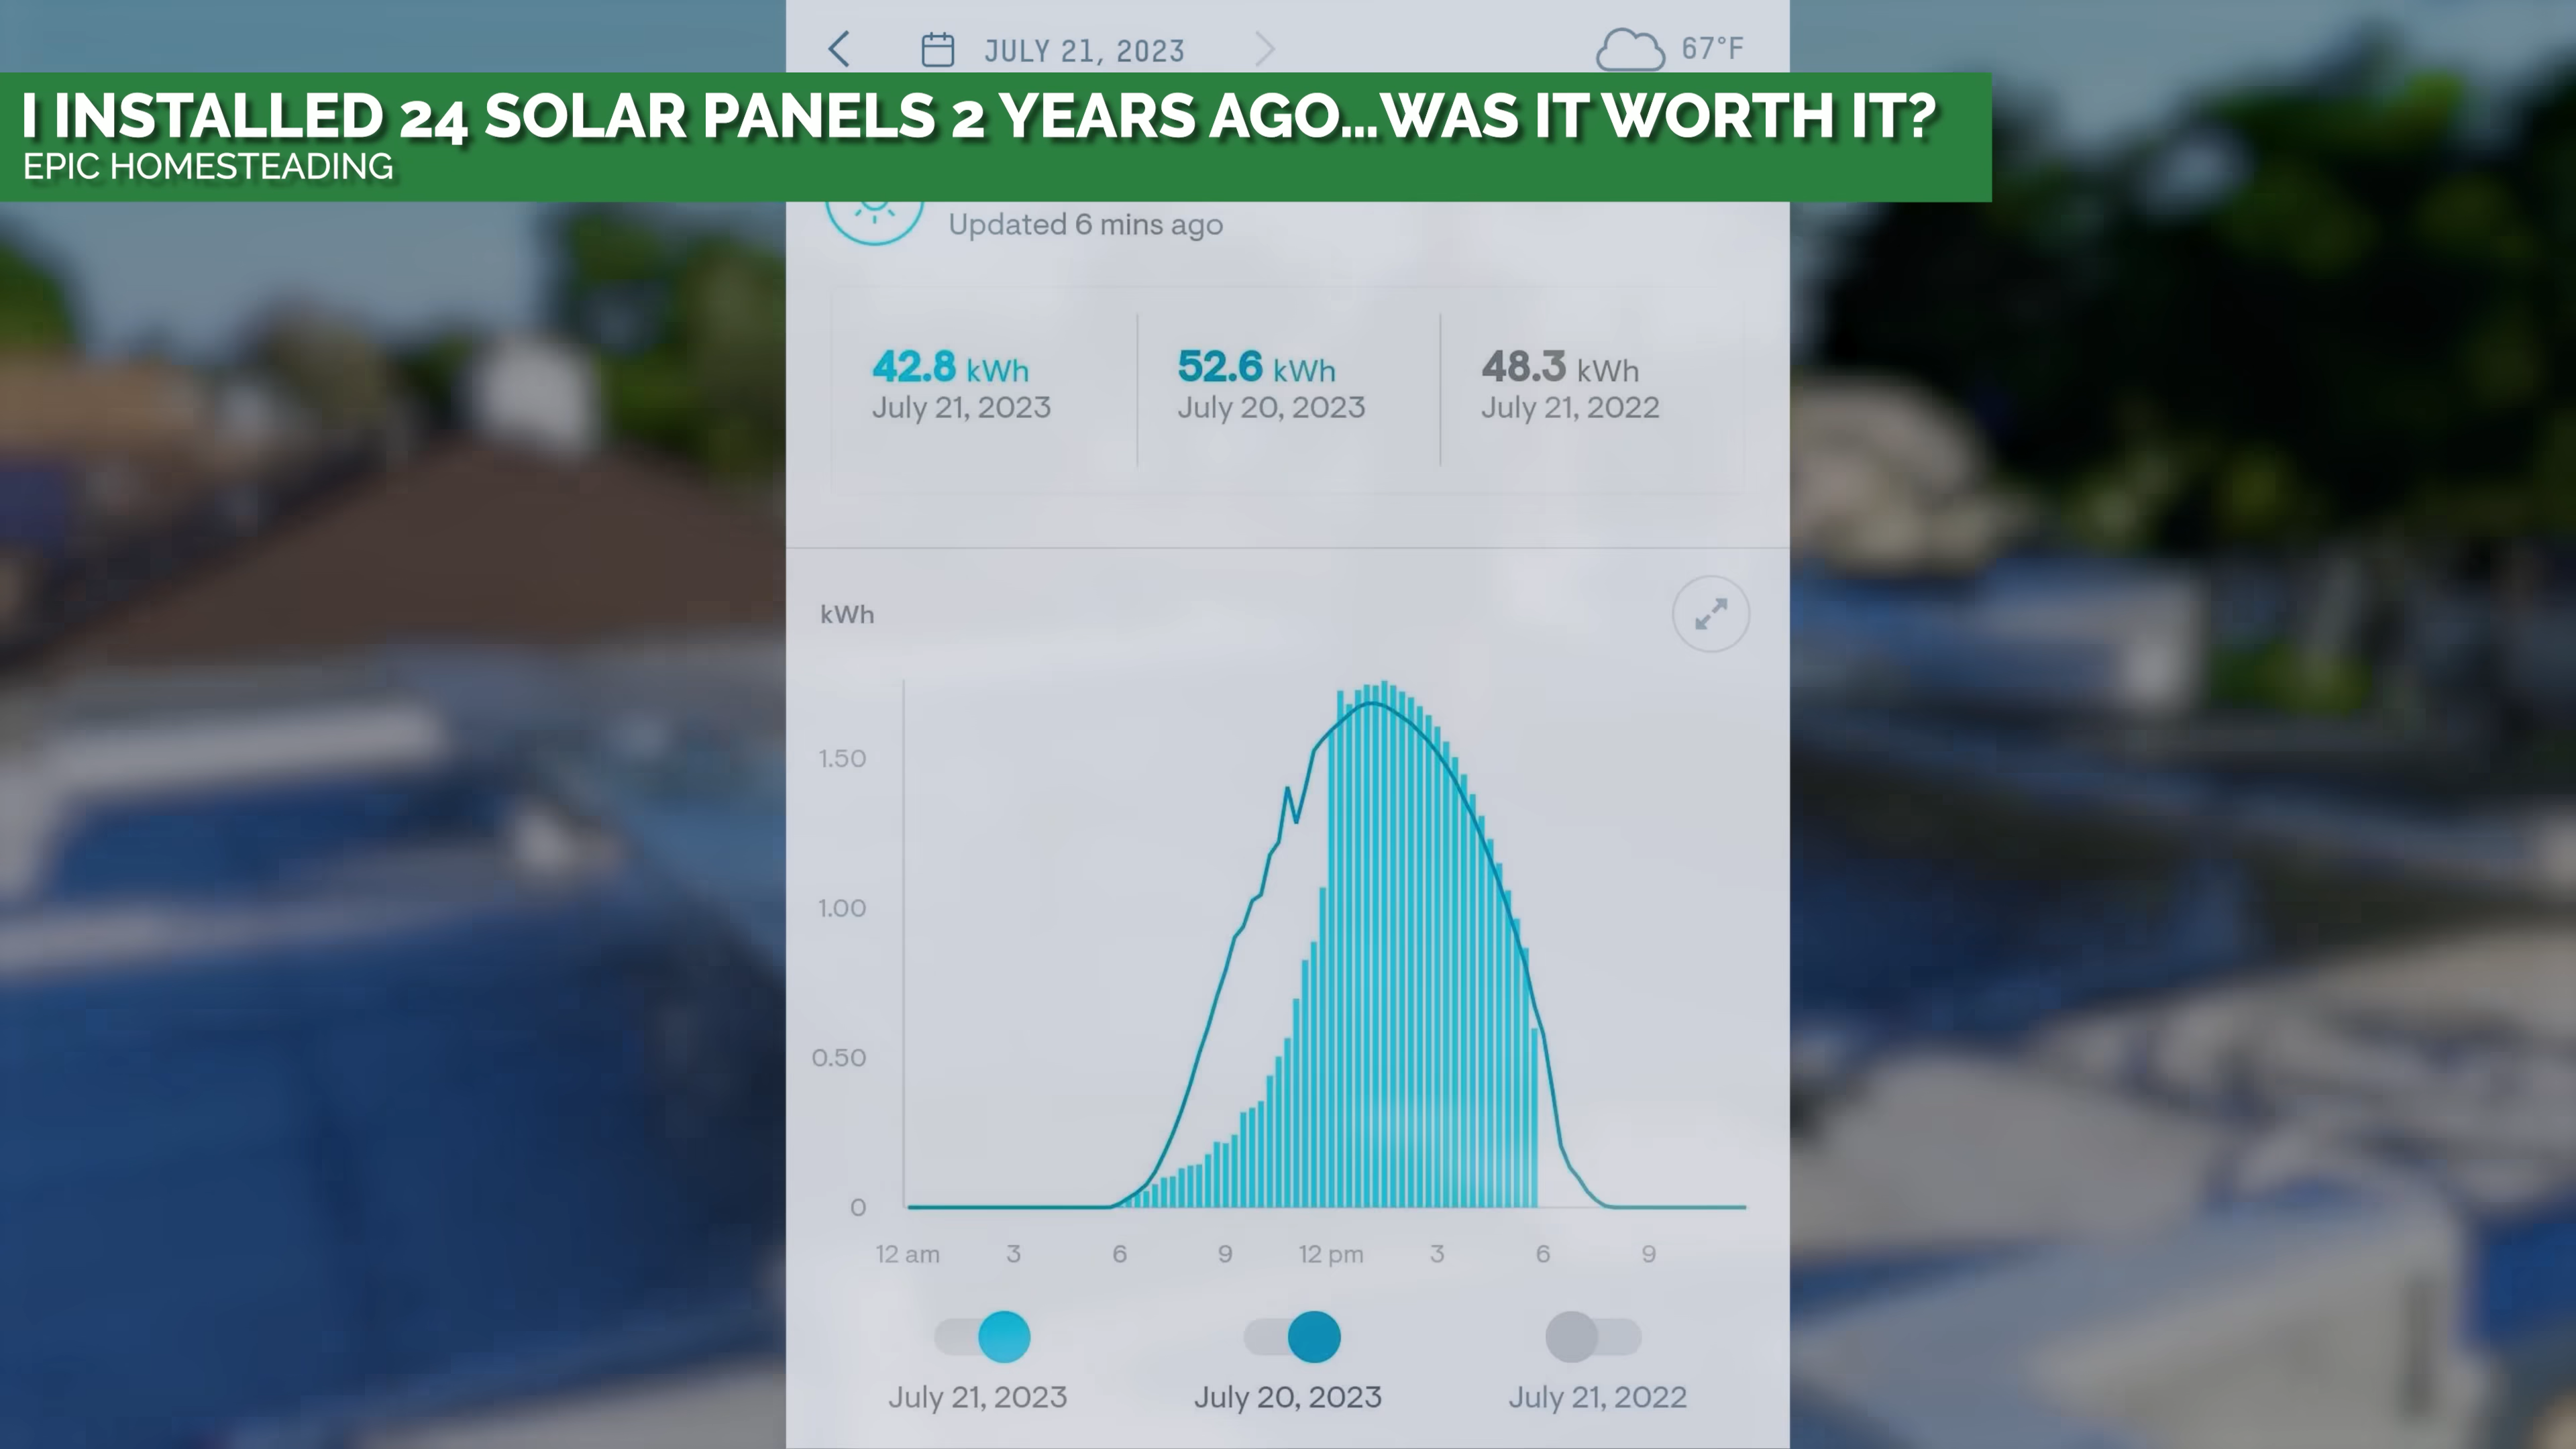 JULY 21, 2023
67°F
I INSTALLED 24 SOLAR PANELS 2 YEARS AGO...WAS IT WORTH IT?
EPIC HOMESTEADING
Updated 6 mins ago
42.8 kWh
July 21, 2023
52.6 kWh
July 20, 2023
48.3 kWh
July 21, 2022
kWh
1.50
1.00
0.50
0
12 am 3 6 9 12 pm 3 6 9
July 21, 2023
July 20, 2023
July 21, 2022